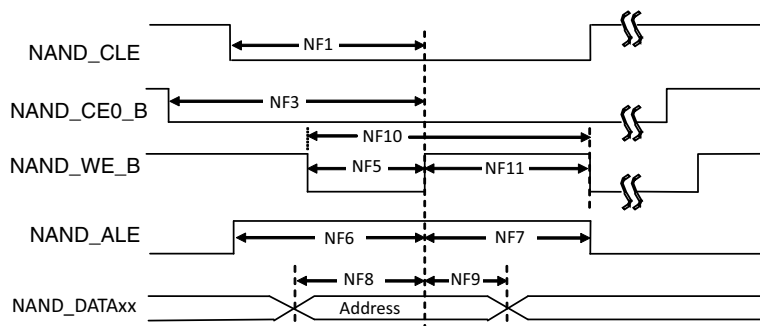 NF1
NAND_CLE
NF3
NAND_CE0_B
NF10
NAND_WE_B
NF5
NF11
NAND_ALE
NF6
NF7
NF8
NF9
NAND_DATAxx
Address